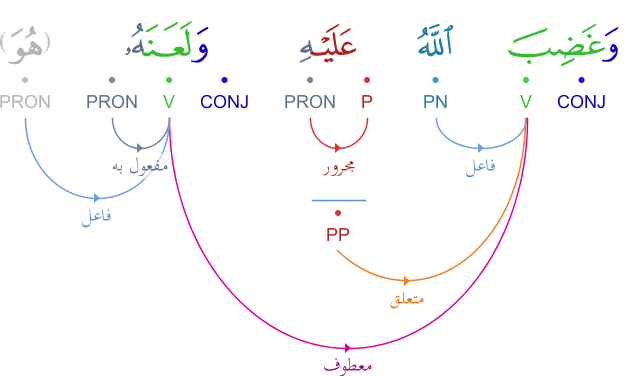 وَغَضِبَ ٱللَّهُ عَلَيْهِ وَلَعَنَهُۥ (هُوَ)
CONJ V PN P PRON CONJ V PRON PRON
فاعل مجرور مفعول به
فاعل
PP
متعلق
معطوف